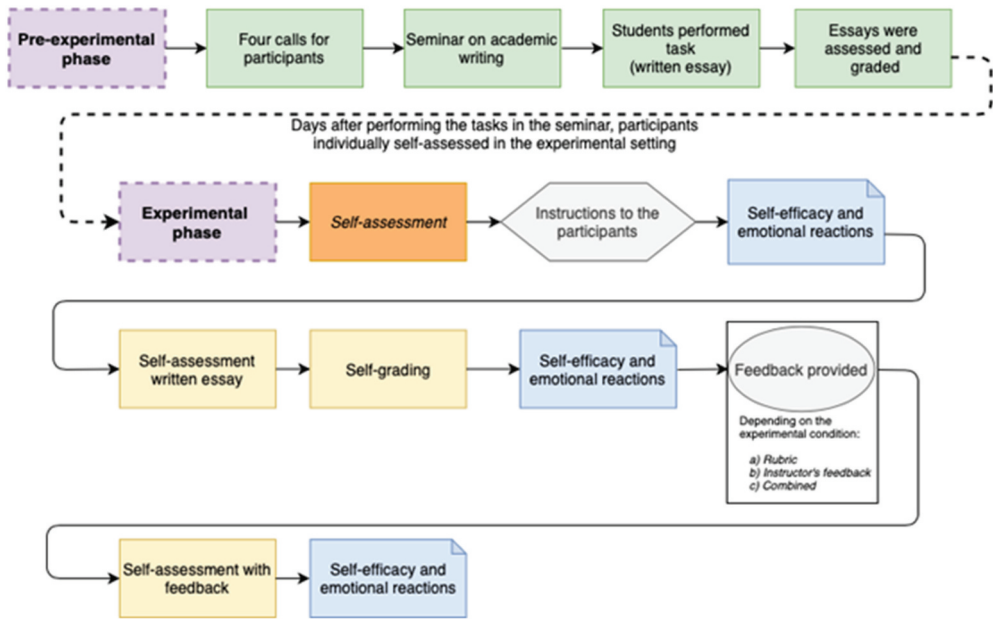 Pre-experimental
phase
Four calls for
participants
Seminar on academic
writing
Students performed
task
(written essay)
Essays were
assessed and
graded
Days after performing the tasks in the seminar, participants
individually self-assessed in the experimental setting
Experimental
phase
Self-assessment
Instructions to the
participants
Self-efficacy and
emotional reactions
Self-assessment
written essay
Self-grading
Self-efficacy and
emotional reactions
Feedback provided
Depending on the
experimental condition:
a) Rubric
b) Instructor's feedback
c) Combined
Self-assessment with
feedback
Self-efficacy and
emotional reactions